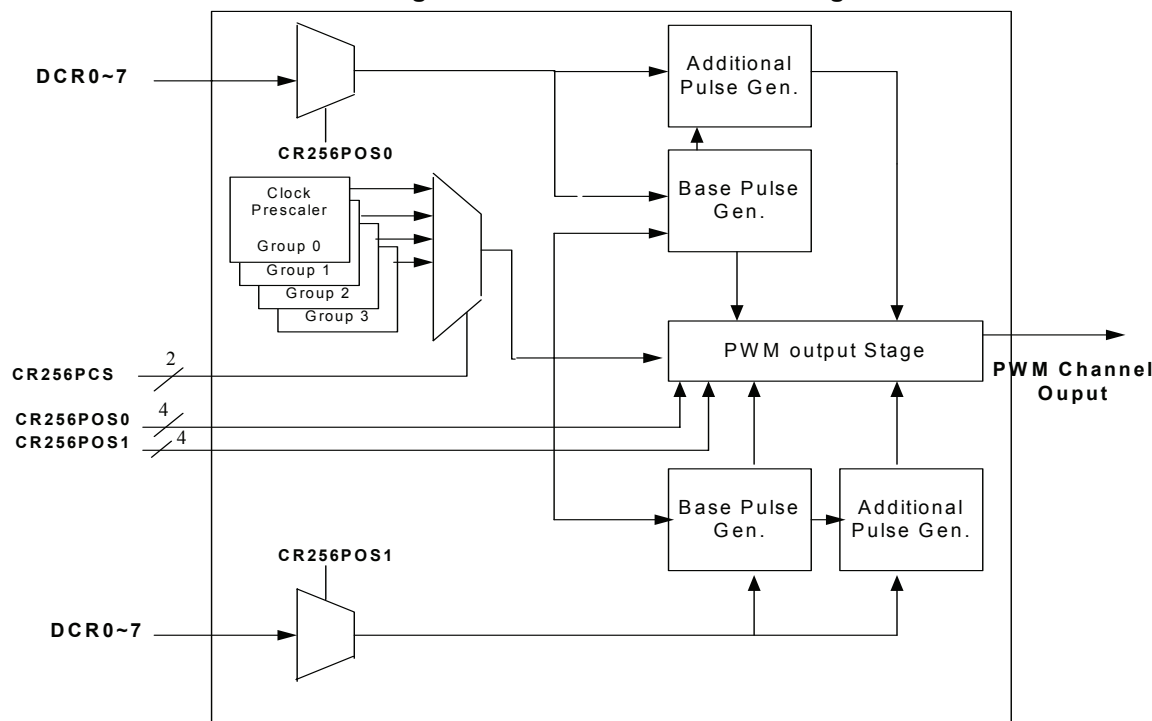 DCR0~7
CR256POS0
Additional
Pulse Gen.
Clock
Prescaler
Group 0
Group 1
Group 2
Group 3
Base Pulse
Gen.
PWM output Stage
PWM Channel
Ouput
CR256PCS
2
CR256POS0
4
CR256POS1
4
Base Pulse
Gen.
Additional
Pulse Gen.
CR256POS1
DCR0~7